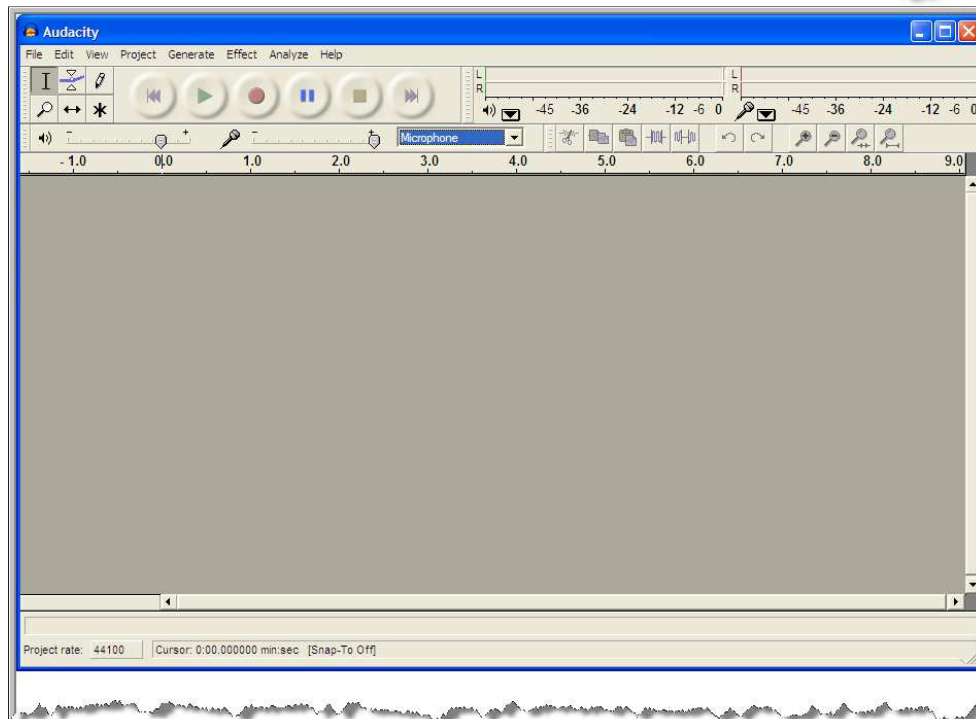 Audacity
File Edit View Project Generate Effect Analyze Help
L L
R R
-45 -36 -24 -12 -6 0 -45 -36 -24 -12 -6 0
- + - + Microphone
- 1.0 0.0 1.0 2.0 3.0 4.0 5.0 6.0 7.0 8.0 9.0
Project rate: 44100 Cursor: 0:00.000000 min:sec [Snap-To Off]